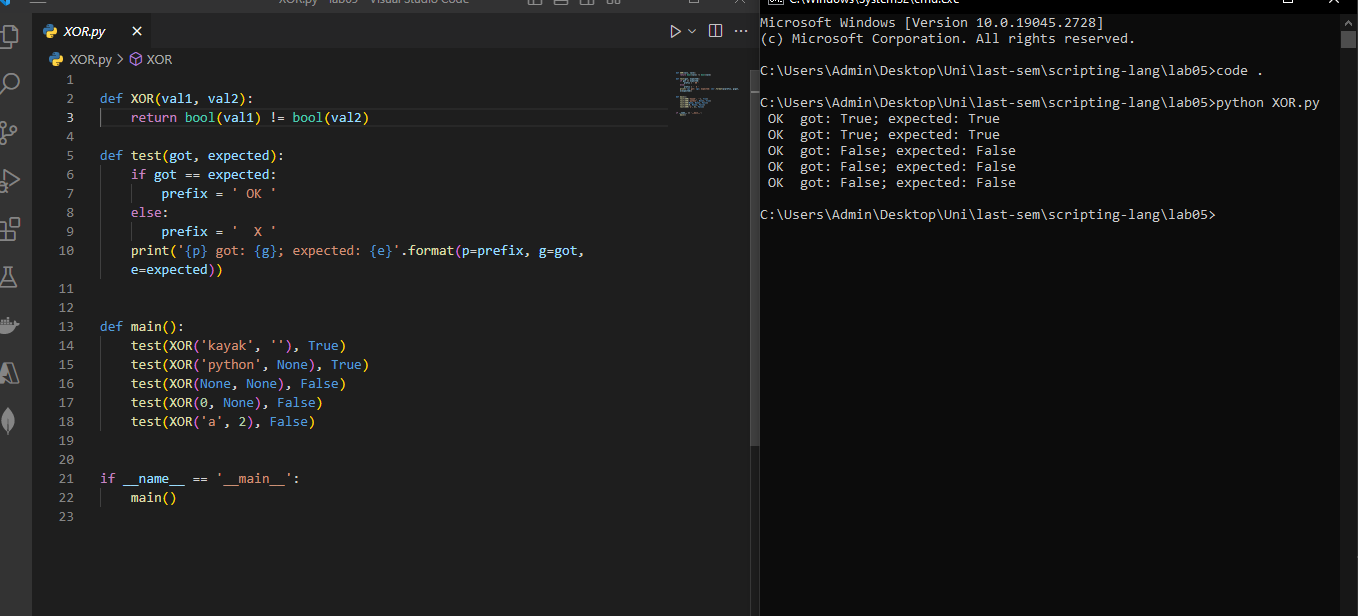 XOR.py - lab05 - Visual Studio Code
XOR.py
XOR.py > XOR
1
2 def XOR(val1, val2):
3     return bool(val1) != bool(val2)
4
5 def test(got, expected):
6     if got == expected:
7         prefix = ' OK '
8     else:
9         prefix = '  X '
10     print('{p} got: {g}; expected: {e}'.format(p=prefix, g=got,
    e=expected))
11
12
13 def main():
14     test(XOR('kayak', ''), True)
15     test(XOR('python', None), True)
16     test(XOR(None, None), False)
17     test(XOR(0, None), False)
18     test(XOR('a', 2), False)
19
20
21 if __name__ == '__main__':
22     main()
23
C:\Windows\System32\cmd.exe
Microsoft Windows [Version 10.0.19045.2728]
(c) Microsoft Corporation. All rights reserved.
C:\Users\Admin\Desktop\Uni\last-sem\scripting-lang\lab05>code .
C:\Users\Admin\Desktop\Uni\last-sem\scripting-lang\lab05>python XOR.py
 OK  got: True; expected: True
 OK  got: True; expected: True
 OK  got: False; expected: False
 OK  got: False; expected: False
 OK  got: False; expected: False
C:\Users\Admin\Desktop\Uni\last-sem\scripting-lang\lab05>